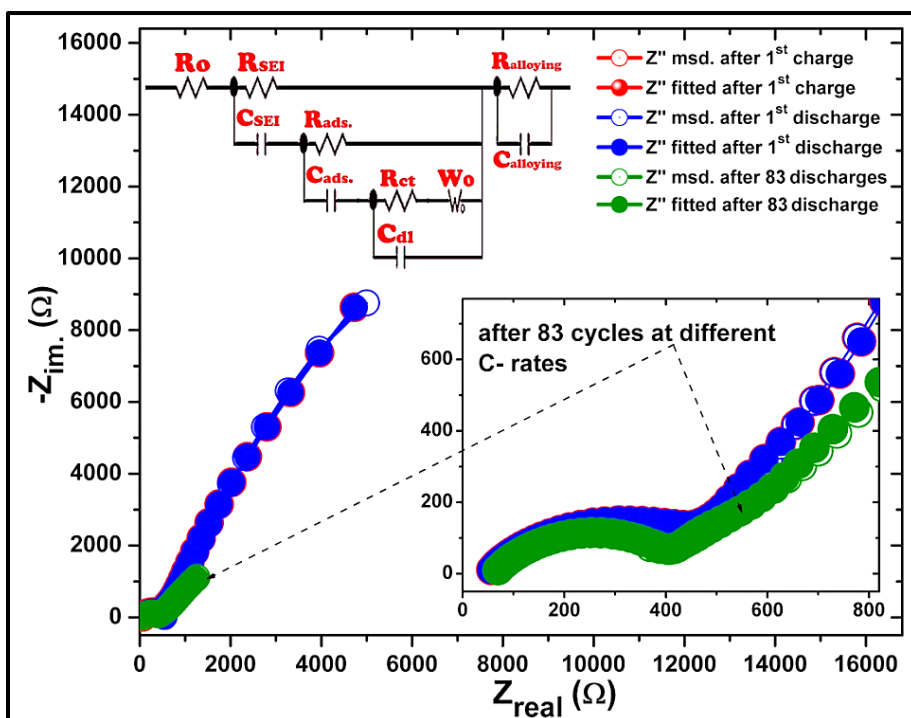 16000
14000
12000
10000
8000
6000
4000
2000
0
-Zim. (Ω)
Ro
RSEI
Ralloying
CSEI
Rads.
Calloying
Cads.
Rct
Wo
W0
Cdl
Z" msd. after 1st charge
Z" fitted after 1st charge
Z" msd. after 1st discharge
Z" fitted after 1st discharge
Z" msd. after 83 discharges
Z" fitted after 83 discharge
after 83 cycles at different
C- rates
600
400
200
0
0 200 400 600 800
0 2000 4000 6000 8000 10000 12000 14000 16000
Zreal (Ω)